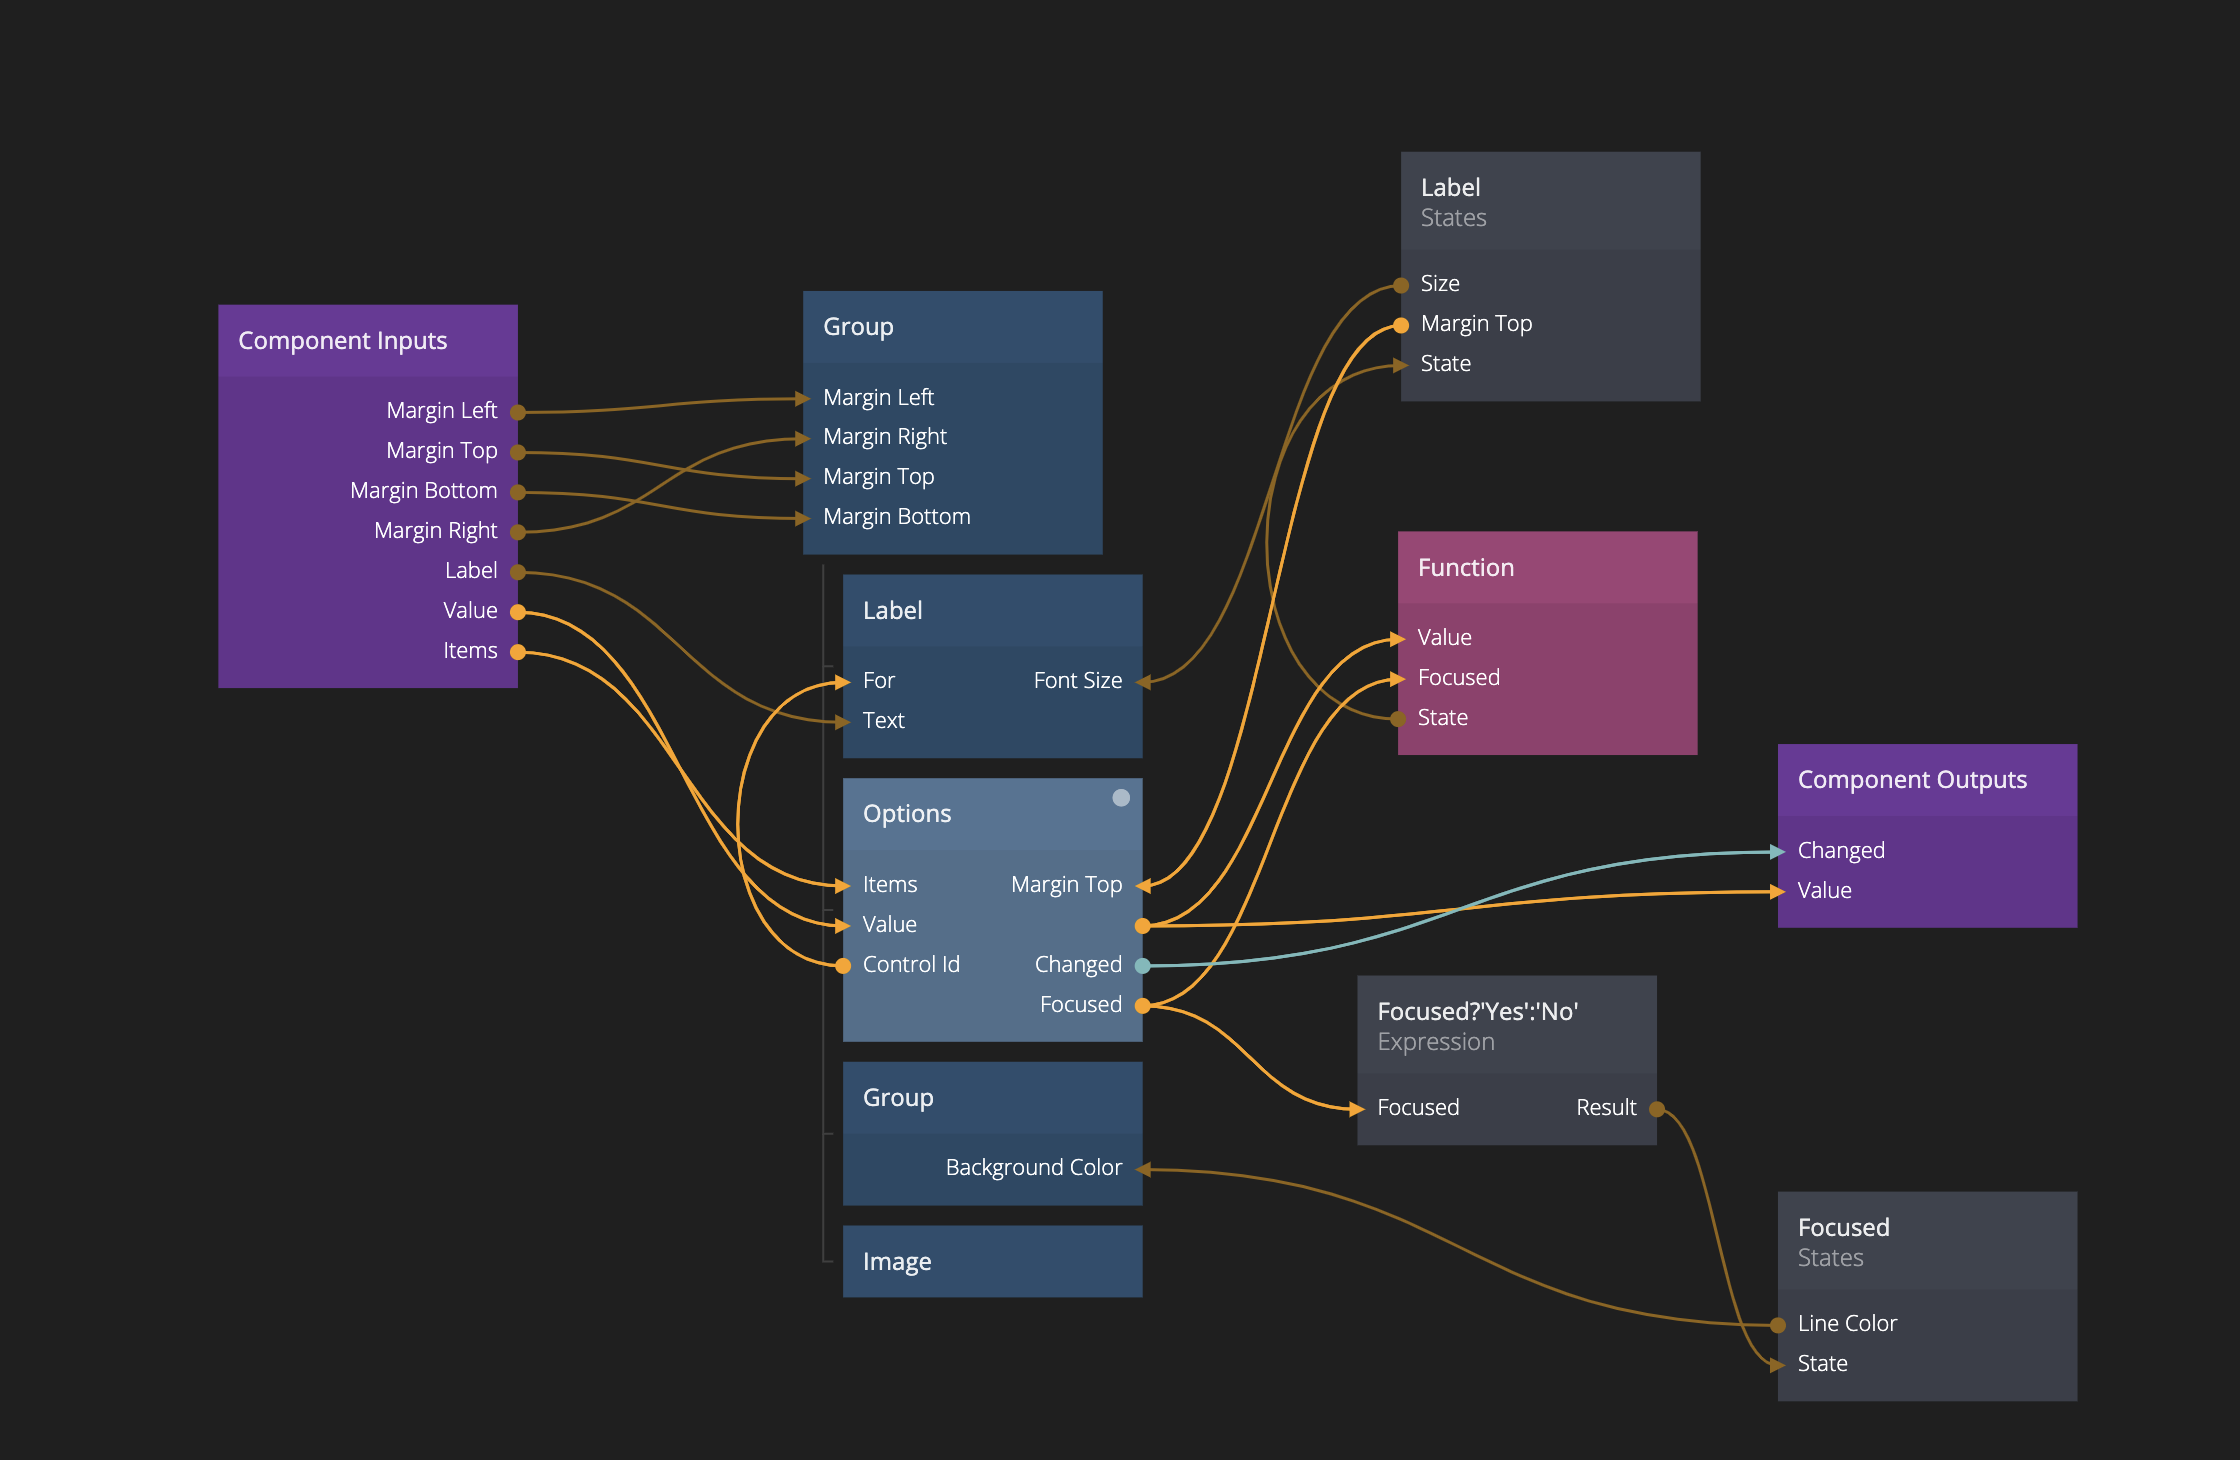 Component Inputs
Margin Left
Margin Top
Margin Bottom
Margin Right
Label
Value
Items
Group
Margin Left
Margin Right
Margin Top
Margin Bottom
Label
For Font Size
Text
Options
Items Margin Top
Value
Control Id Changed
Focused
Group
Background Color
Image
Label
States
Size
Margin Top
State
Function
Value
Focused
State
Component Outputs
Changed
Value
Focused?'Yes':'No'
Expression
Focused Result
Focused
States
Line Color
State